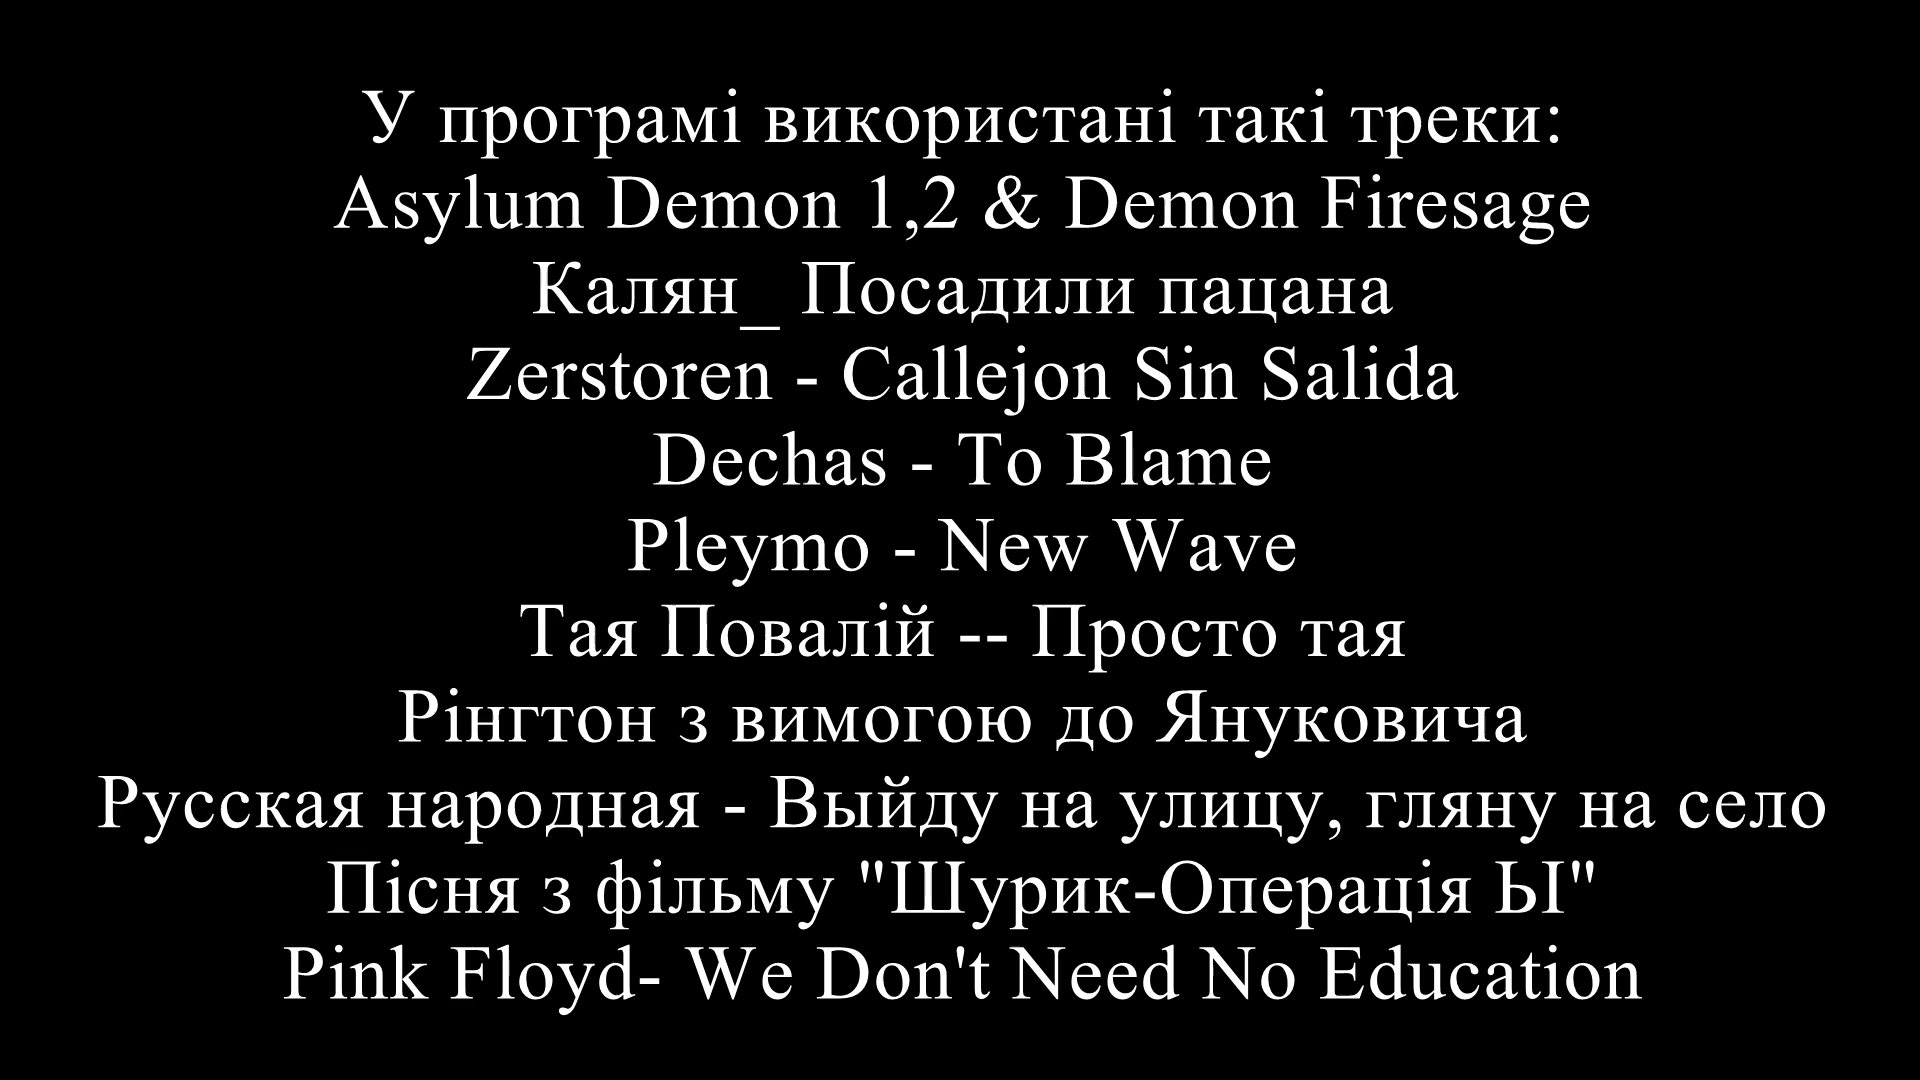 У програмі використані такі треки:
Asylum Demon 1,2 & Demon Firesage
Калян_ Посадили пацана
Zerstoren - Callejon Sin Salida
Dechas - To Blame
Pleymo - New Wave
Тая Повалій -- Просто тая
Рінгтон з вимогою до Януковича
Русская народная - Выйду на улицу, гляну на село
Пісня з фільму "Шурик-Операція Ы"
Pink Floyd- We Don't Need No Education